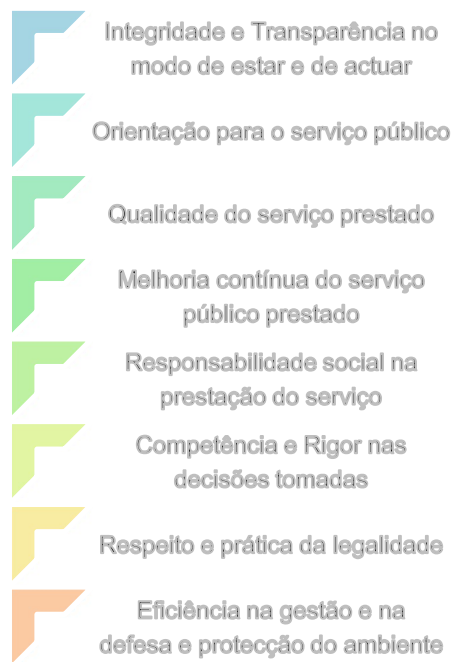 Integridade e Transparência no
modo de estar e de actuar
Orientação para o serviço público
Qualidade do serviço prestado
Melhoria contínua do serviço
público prestado
Responsabilidade social na
prestação do serviço
Competência e Rigor nas
decisões tomadas
Respeito e prática da legalidade
Eficiência na gestão e na
defesa e protecção do ambiente